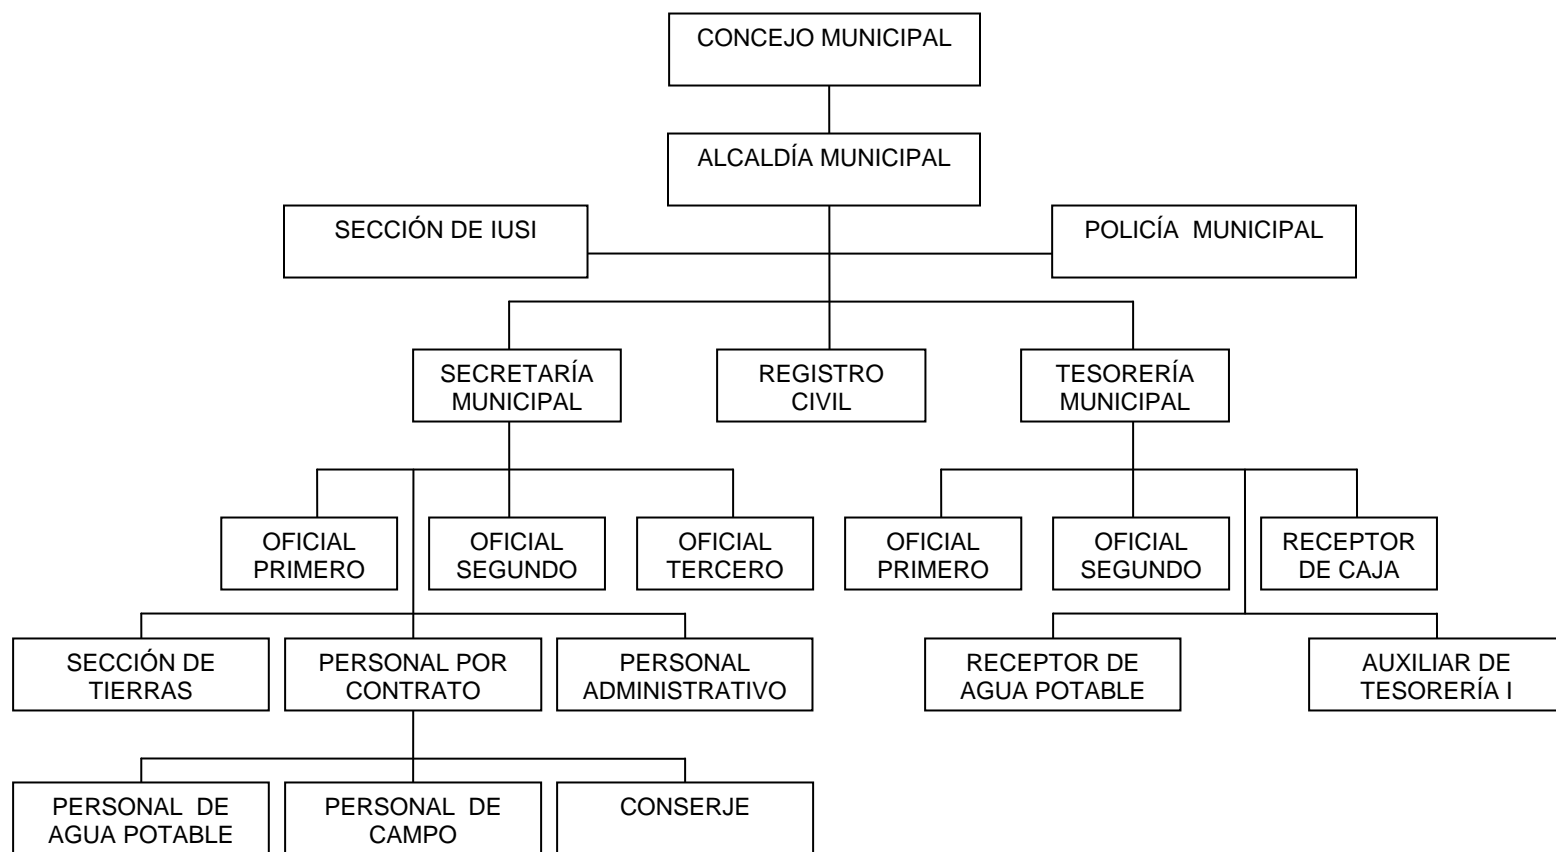 CONCEJO MUNICIPAL
ALCALDÍA MUNICIPAL
SECCIÓN DE IUSI
POLICÍA MUNICIPAL
SECRETARÍA
MUNICIPAL
REGISTRO
CIVIL
TESORERÍA
MUNICIPAL
OFICIAL
PRIMERO
OFICIAL
SEGUNDO
OFICIAL
TERCERO
OFICIAL
PRIMERO
OFICIAL
SEGUNDO
RECEPTOR
DE CAJA
SECCIÓN DE
TIERRAS
PERSONAL POR
CONTRATO
PERSONAL
ADMINISTRATIVO
RECEPTOR DE
AGUA POTABLE
AUXILIAR DE
TESORERÍA I
PERSONAL DE
AGUA POTABLE
PERSONAL DE
CAMPO
CONSERJE